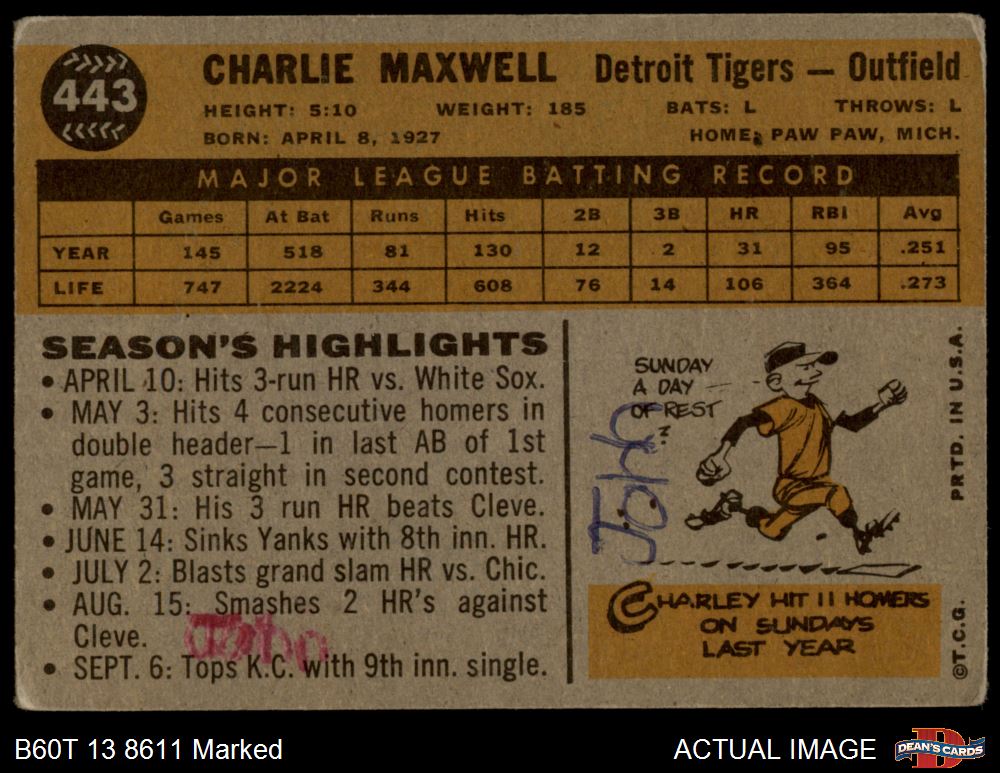 443
CHARLIE MAXWELL Detroit Tigers — Outfield
HEIGHT: 5:10 WEIGHT: 185 BATS: L THROWS: L
BORN: APRIL 8, 1927 HOME: PAW PAW, MICH.
MAJOR LEAGUE BATTING RECORD
Games At Bat Runs Hits 2B 3B HR RBI Avg
YEAR 145 518 81 130 12 2 31 95 .251
LIFE 747 2224 344 608 76 14 106 364 .273
SEASON'S HIGHLIGHTS
• APRIL 10: Hits 3-run HR vs. White Sox.
• MAY 3: Hits 4 consecutive homers in
double header—1 in last AB of 1st
game, 3 straight in second contest.
• MAY 31: His 3 run HR beats Cleve.
• JUNE 14: Sinks Yanks with 8th inn. HR.
• JULY 2: Blasts grand slam HR vs. Chic.
• AUG. 15: Smashes 2 HR's against
Cleve.
• SEPT. 6: Tops K.C. with 9th inn. single.
John
SUNDAY
A DAY
OF REST
?
CHARLEY HIT 11 HOMERS
ON SUNDAYS
LAST YEAR
PRTD. IN U.S.A.
©T.C.G.
B60T 13 8611 Marked
ACTUAL IMAGE
DEAN'S CARDS